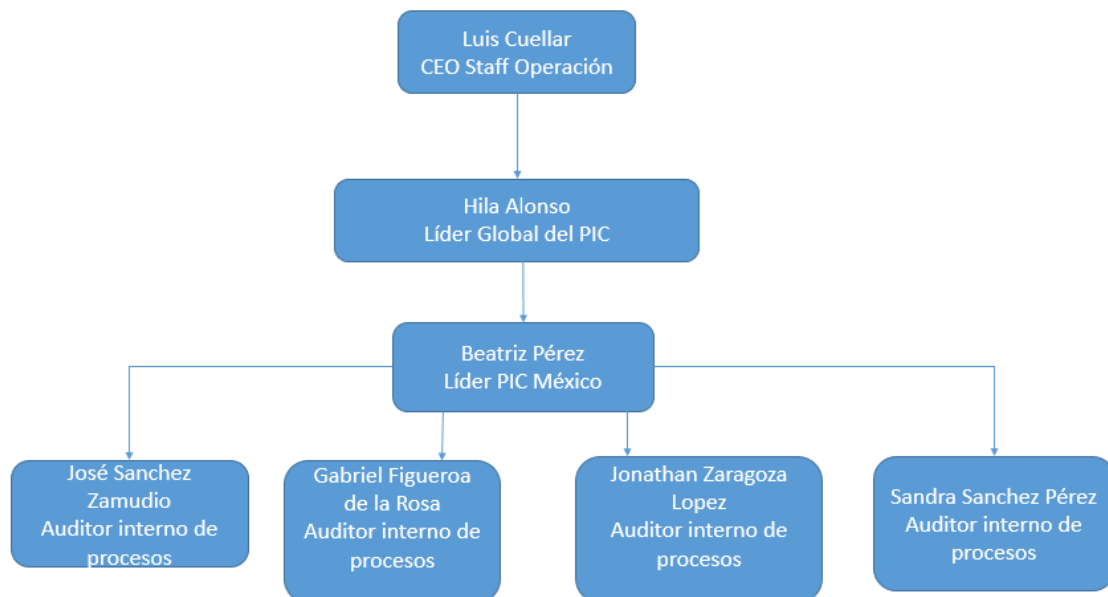 Luis Cuellar
CEO Staff Operación
Hila Alonso
Líder Global del PIC
Beatriz Pérez
Líder PIC México
José Sanchez
Zamudio
Auditor interno de
procesos
Gabriel Figueroa
de la Rosa
Auditor interno de
procesos
Jonathan Zaragoza
Lopez
Auditor interno de
procesos
Sandra Sanchez Pérez
Auditor interno de
procesos